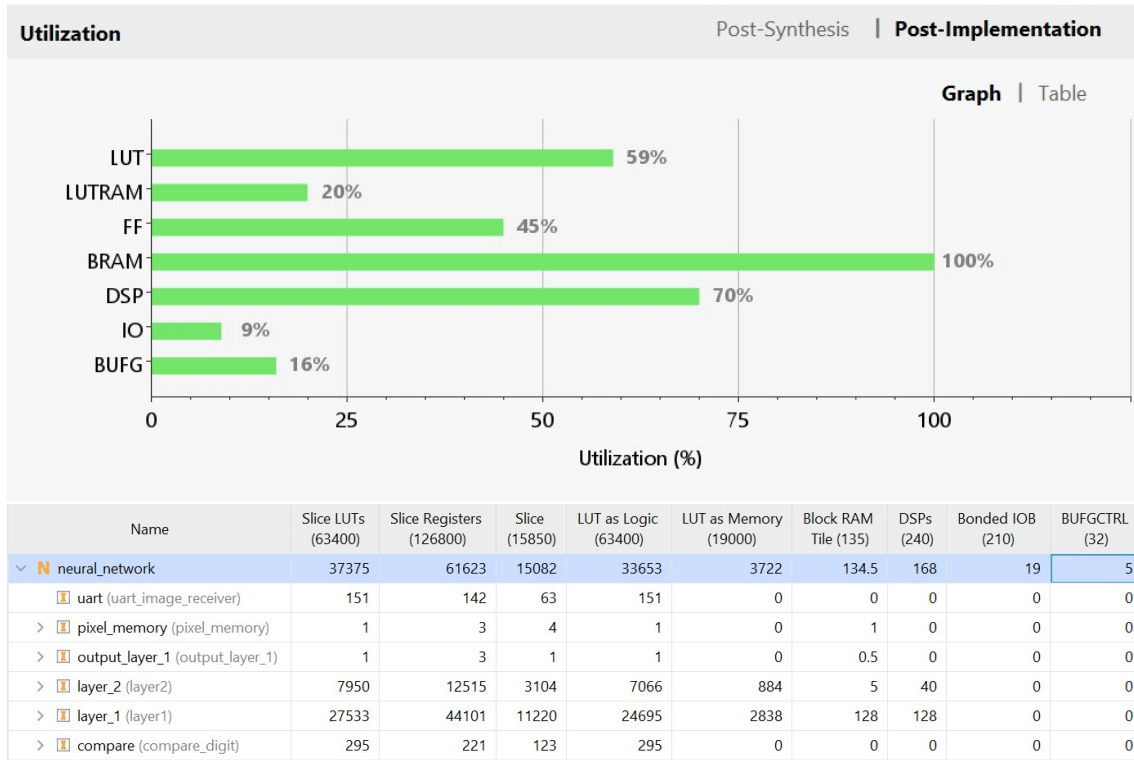 Utilization Post-Synthesis | Post-Implementation
Graph | Table
LUT 59%
LUTRAM 20%
FF 45%
BRAM 100%
DSP 70%
IO 9%
BUFG 16%
0 25 50 75 100
Utilization (%)
Name Slice LUTs (63400) Slice Registers (126800) Slice (15850) LUT as Logic (63400) LUT as Memory (19000) Block RAM Tile (135) DSPs (240) Bonded IOB (210) BUFGCTRL (32)
N neural_network 37375 61623 15082 33653 3722 134.5 168 19 5
I uart (uart_image_receiver) 151 142 63 151 0 0 0 0 0
I pixel_memory (pixel_memory) 1 3 4 1 0 1 0 0 0
I output_layer_1 (output_layer_1) 1 3 1 1 0 0.5 0 0 0
I layer_2 (layer2) 7950 12515 3104 7066 884 5 40 0 0
I layer_1 (layer1) 27533 44101 11220 24695 2838 128 128 0 0
I compare (compare_digit) 295 221 123 295 0 0 0 0 0